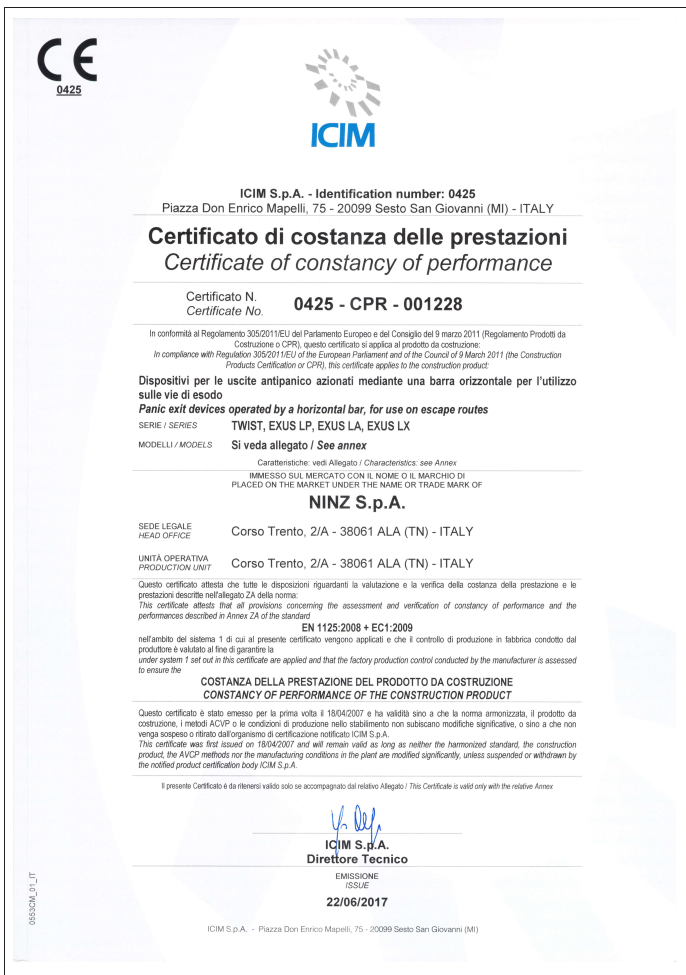 CE
0425
ICIM
ICIM S.p.A. - Identification number: 0425
Piazza Don Enrico Mapelli, 75 - 20099 Sesto San Giovanni (MI) - ITALY
Certificato di costanza delle prestazioni
Certificate of constancy of performance
Certificato N.
Certificate No.
0425 - CPR - 001228
In conformità al Regolamento 305/2011/EU del Parlamento Europeo e del Consiglio del 9 marzo 2011 (Regolamento Prodotti da
Costruzione o CPR), questo certificato si applica al prodotto da costruzione:
In compliance with Regulation 305/2011/EU of the European Parliament and of the Council of 9 March 2011 (the Construction
Products Certification or CPR), this certificate applies to the construction product:
Dispositivi per le uscite antipanico azionati mediante una barra orizzontale per l'utilizzo
sulle vie di esodo
Panic exit devices operated by a horizontal bar, for use on escape routes
SERIE / SERIES TWIST, EXUS LP, EXUS LA, EXUS LX
MODELLI / MODELS Si veda allegato / See annex
Caratteristiche: vedi Allegato / Characteristics: see Annex
IMMESSO SUL MERCATO CON IL NOME O IL MARCHIO DI
PLACED ON THE MARKET UNDER THE NAME OR TRADE MARK OF
NINZ S.p.A.
SEDE LEGALE
HEAD OFFICE
Corso Trento, 2/A - 38061 ALA (TN) - ITALY
UNITÀ OPERATIVA
PRODUCTION UNIT
Corso Trento, 2/A - 38061 ALA (TN) - ITALY
Questo certificato attesta che tutte le disposizioni riguardanti la valutazione e la verifica della costanza della prestazione e le
prestazioni descritte nell'allegato ZA della norma:
This certificate attests that all provisions concerning the assessment and verification of constancy of performance and the
performances described in Annex ZA of the standard
EN 1125:2008 + EC1:2009
nell'ambito del sistema 1 di cui al presente certificato vengono applicati e che il controllo di produzione in fabbrica condotto dal
produttore è valutato al fine di garantire la
under system 1 set out in this certificate are applied and that the factory production control conducted by the manufacturer is assessed
to ensure the
COSTANZA DELLA PRESTAZIONE DEL PRODOTTO DA COSTRUZIONE
CONSTANCY OF PERFORMANCE OF THE CONSTRUCTION PRODUCT
Questo certificato è stato emesso per la prima volta il 18/04/2007 e ha validità sino a che la norma armonizzata, il prodotto da
costruzione, i metodi ACVP o le condizioni di produzione nello stabilimento non subiscano modifiche significative, o sino a che non
venga sospeso o ritirato dall'organismo di certificazione notificato ICIM S.p.A.
This certificate was first issued on 18/04/2007 and will remain valid as long as neither the harmonized standard, the construction
product, the AVCP methods nor the manufacturing conditions in the plant are modified significantly, unless suspended or withdrawn by
the notified product certification body ICIM S.p.A.
Il presente Certificato è da ritenersi valido solo se accompagnato dal relativo Allegato / This Certificate is valid only with the relative Annex
ICIM S.p.A.
Direttore Tecnico
EMISSIONE
ISSUE
22/06/2017
0553CM_01_IT
ICIM S.p.A. - Piazza Don Enrico Mapelli, 75 - 20099 Sesto San Giovanni (MI)